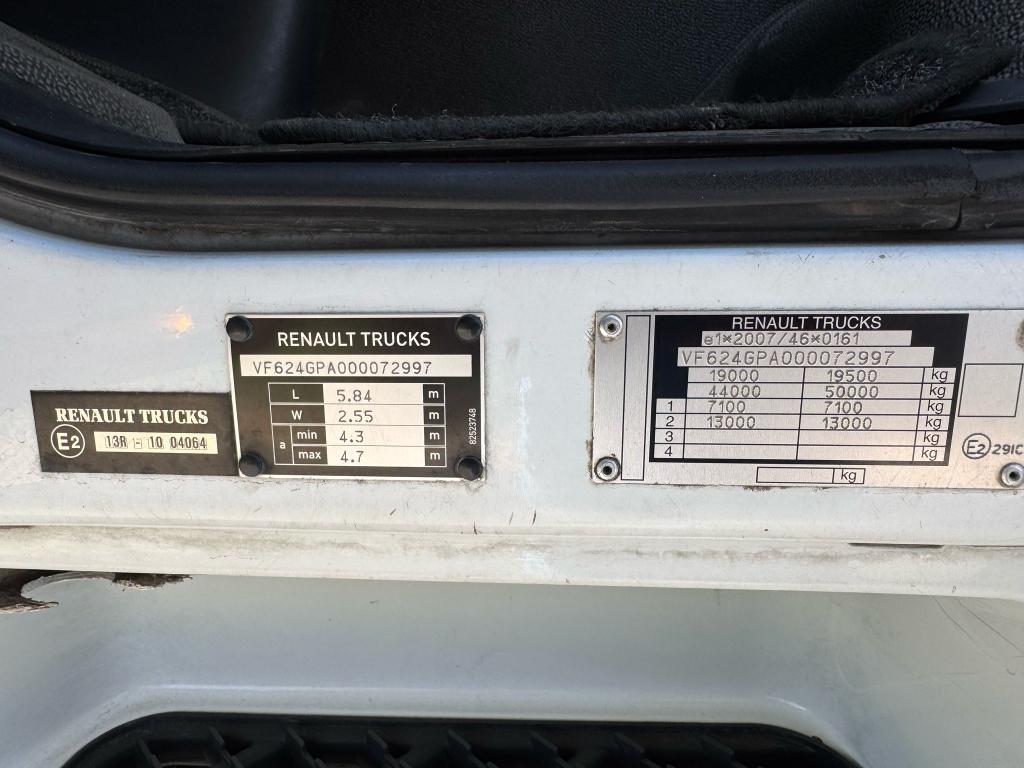 RENAULT TRUCKS
E2 13R - 10 04064
RENAULT TRUCKS
VF624GPA000072997
L 5.84 m
W 2.55 m
a min 4.3 m
max 4.7 m
82523748
RENAULT TRUCKS
e1*2007/46*0161
VF624GPA000072997
19000 19500 kg
44000 50000 kg
1 7100 7100 kg
2 13000 13000 kg
3 kg
4 kg
kg
E2 291C